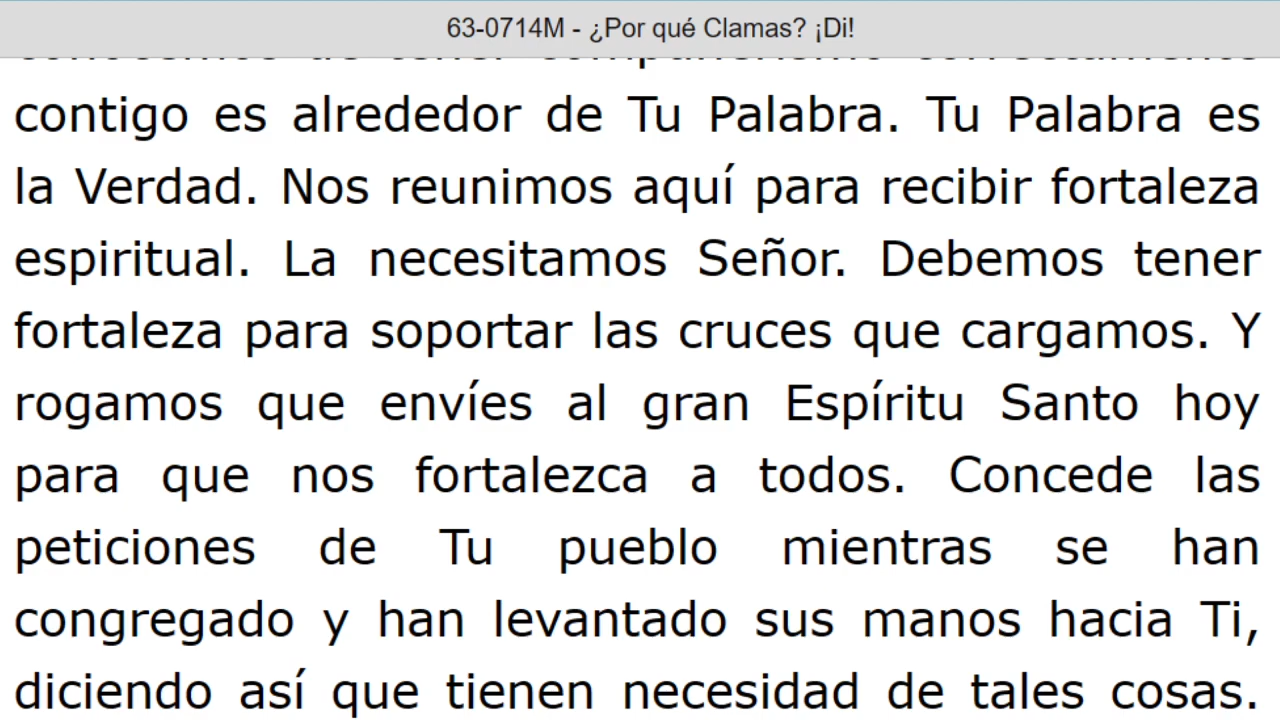 63-0714M - ¿Por qué Clamas? ¡Di!
contigo es alrededor de Tu Palabra. Tu Palabra es
la Verdad. Nos reunimos aquí para recibir fortaleza
espiritual. La necesitamos Señor. Debemos tener
fortaleza para soportar las cruces que cargamos. Y
rogamos que envíes al gran Espíritu Santo hoy
para que nos fortalezca a todos. Concede las
peticiones de Tu pueblo mientras se han
congregado y han levantado sus manos hacia Ti,
diciendo así que tienen necesidad de tales cosas.